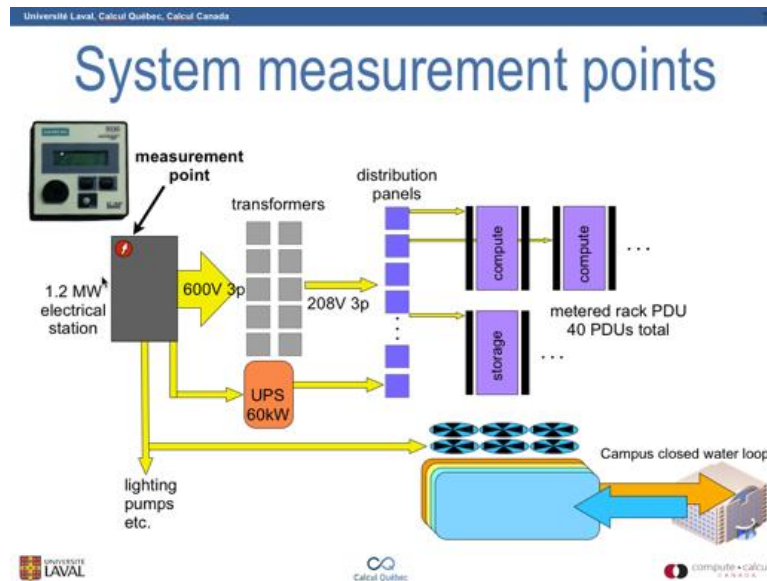 Université Laval, Calcul Québec, Calcul Canada
System measurement points
measurement
point
distribution
panels
transformers
600V 3p
208V 3p
1.2 MW
electrical
station
compute
compute
...
metered rack PDU
40 PDUs total
storage
...
UPS
60kW
Campus closed water loop
lighting
pumps
etc.
UNIVERSITÉ
LAVAL
Calcul Québec
compute • calcul
CANADA